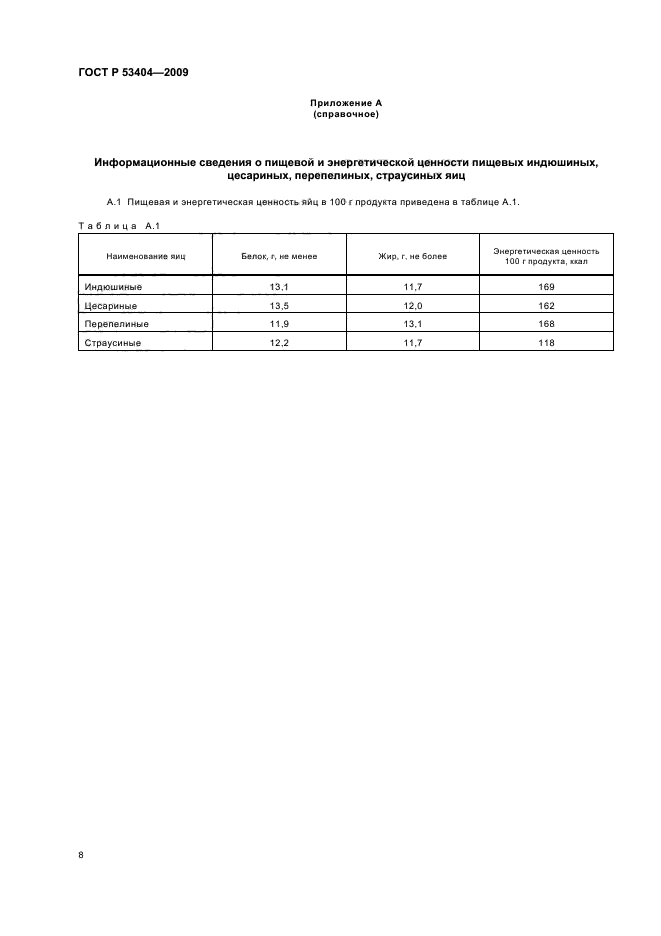 ГОСТ Р 53404—2009
Приложение А
(справочное)
Информационные сведения о пищевой и энергетической ценности пищевых индюшиных,
цесариных, перепелиных, страусиных яиц
А.1 Пищевая и энергетическая ценность яйц в 100 г продукта приведена в таблице А.1.
Таблица А.1
Наименование яиц Белок, г, не менее Жир, г, не более Энергетическая ценность
100 г продукта, ккал
Индюшиные 13,1 11,7 169
Цесариные 13,5 12,0 162
Перепелиные 11,9 13,1 168
Страусиные 12,2 11,7 118
8